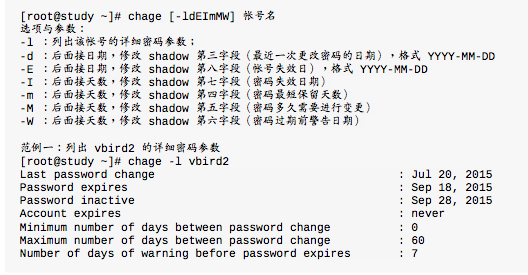 [root@study ~]# chage [-ldEImMW] 帐号名
选项与参数：
-l ：列出该帐号的详细密码参数；
-d ：后面接日期，修改 shadow 第三字段（最近一次更改密码的日期），格式 YYYY-MM-DD
-E ：后面接日期，修改 shadow 第八字段（帐号失效日），格式 YYYY-MM-DD
-I ：后面接天数，修改 shadow 第七字段（密码失效日期）
-m ：后面接天数，修改 shadow 第四字段（密码最短保留天数）
-M ：后面接天数，修改 shadow 第五字段（密码多久需要进行变更）
-W ：后面接天数，修改 shadow 第六字段（密码过期前警告日期）
范例一：列出 vbird2 的详细密码参数
[root@study ~]# chage -l vbird2
Last password change : Jul 20, 2015
Password expires : Sep 18, 2015
Password inactive : Sep 28, 2015
Account expires : never
Minimum number of days between password change : 0
Maximum number of days between password change : 60
Number of days of warning before password expires : 7